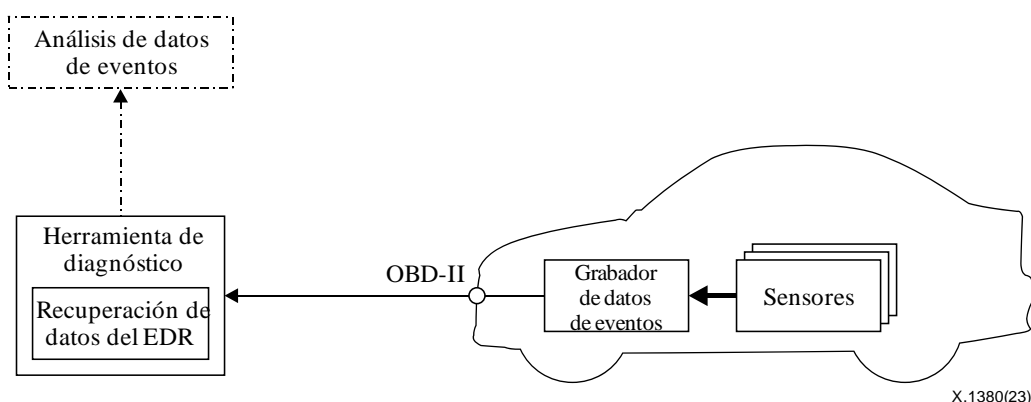 Análisis de datos
de eventos
Herramienta de
diagnóstico
Recuperación de
datos del EDR
OBD-II
Grabador
de datos
de eventos
Sensores
X.1380(23)